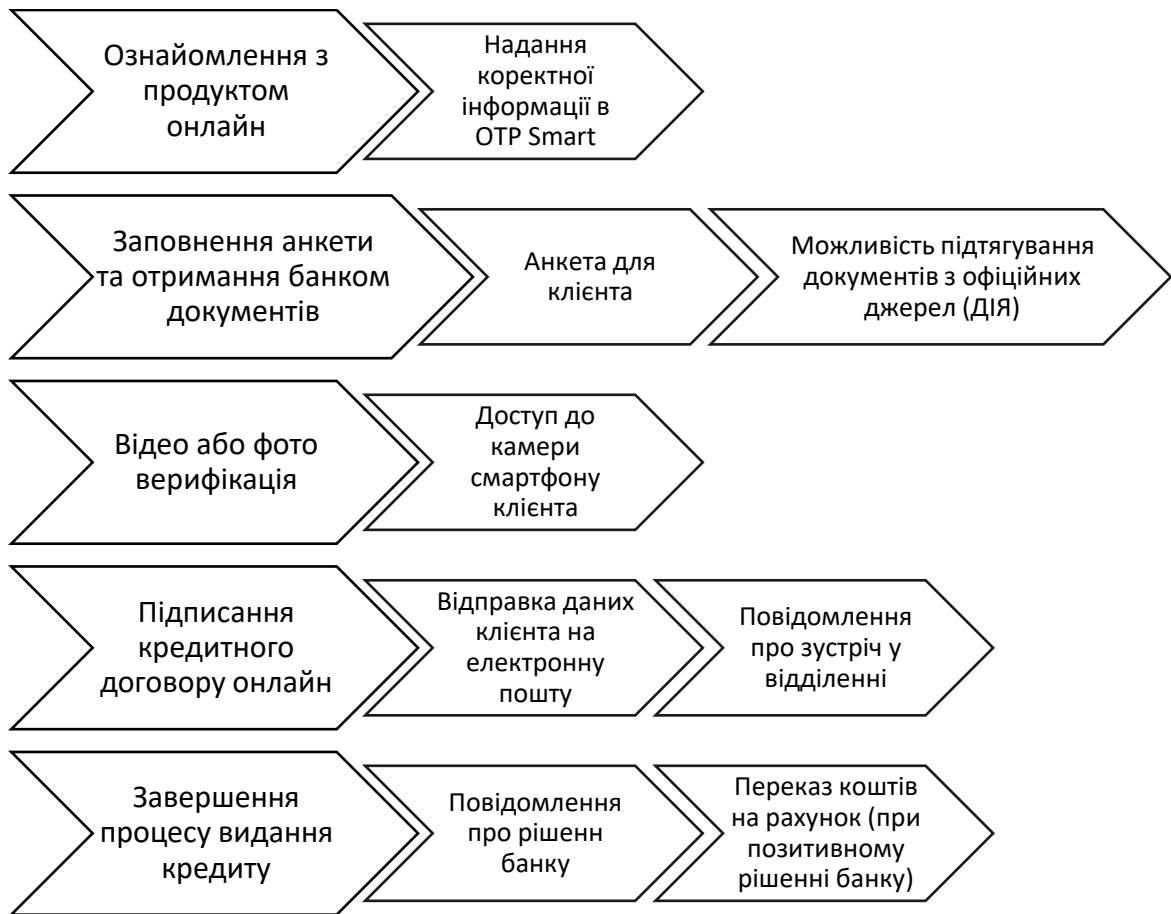 Ознайомлення з
продуктом
онлайн
Надання
коректної
інформації в
OTP Smart
Заповнення анкети
та отримання банком
документів
Анкета для
клієнта
Можливість підтягування
документів з офіційних
джерел (ДІЯ)
Відео або фото
верифікація
Доступ до
камери
смартфону
клієнта
Підписання
кредитного
договору онлайн
Відправка даних
клієнта на
електронну
пошту
Повідомлення
про зустріч у
відділенні
Завершення
процесу видання
кредиту
Повідомлення
про рішенн
банку
Переказ коштів
на рахунок (при
позитивному
рішенні банку)